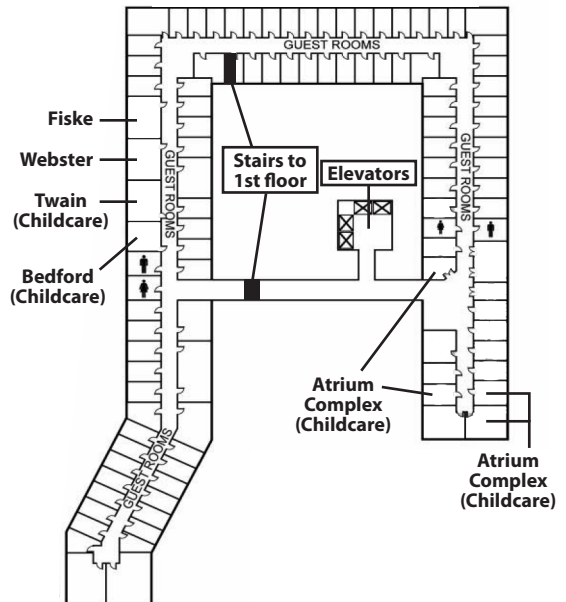 GUEST ROOMS
Fiske
Webster
Twain
(Childcare)
Bedford
(Childcare)
GUEST ROOMS
Stairs to
1st floor
Elevators
GUEST ROOMS
Atrium
Complex
(Childcare)
GUEST ROOMS
Atrium
Complex
(Childcare)